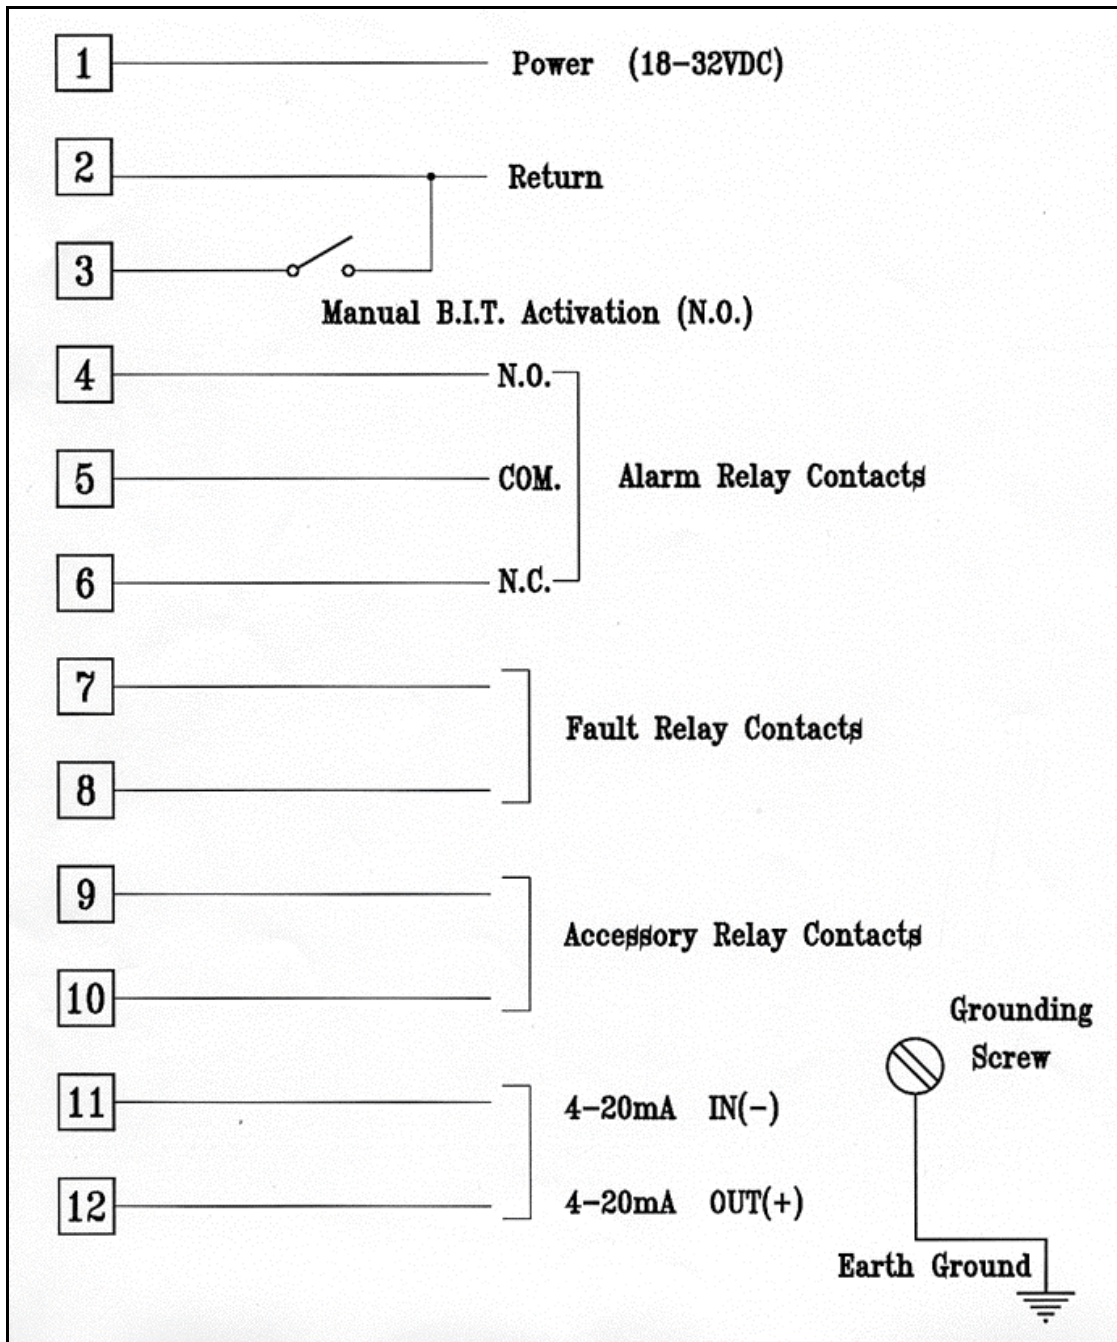 1 Power (18-32VDC)
2 Return
3
Manual B.I.T. Activation (N.O.)
4 N.O.
5 COM. Alarm Relay Contacts
6 N.C.
7
Fault Relay Contacts
8
9
Accessory Relay Contacts
10
Grounding
Screw
11 4-20mA IN(-)
12 4-20mA OUT(+)
Earth Ground